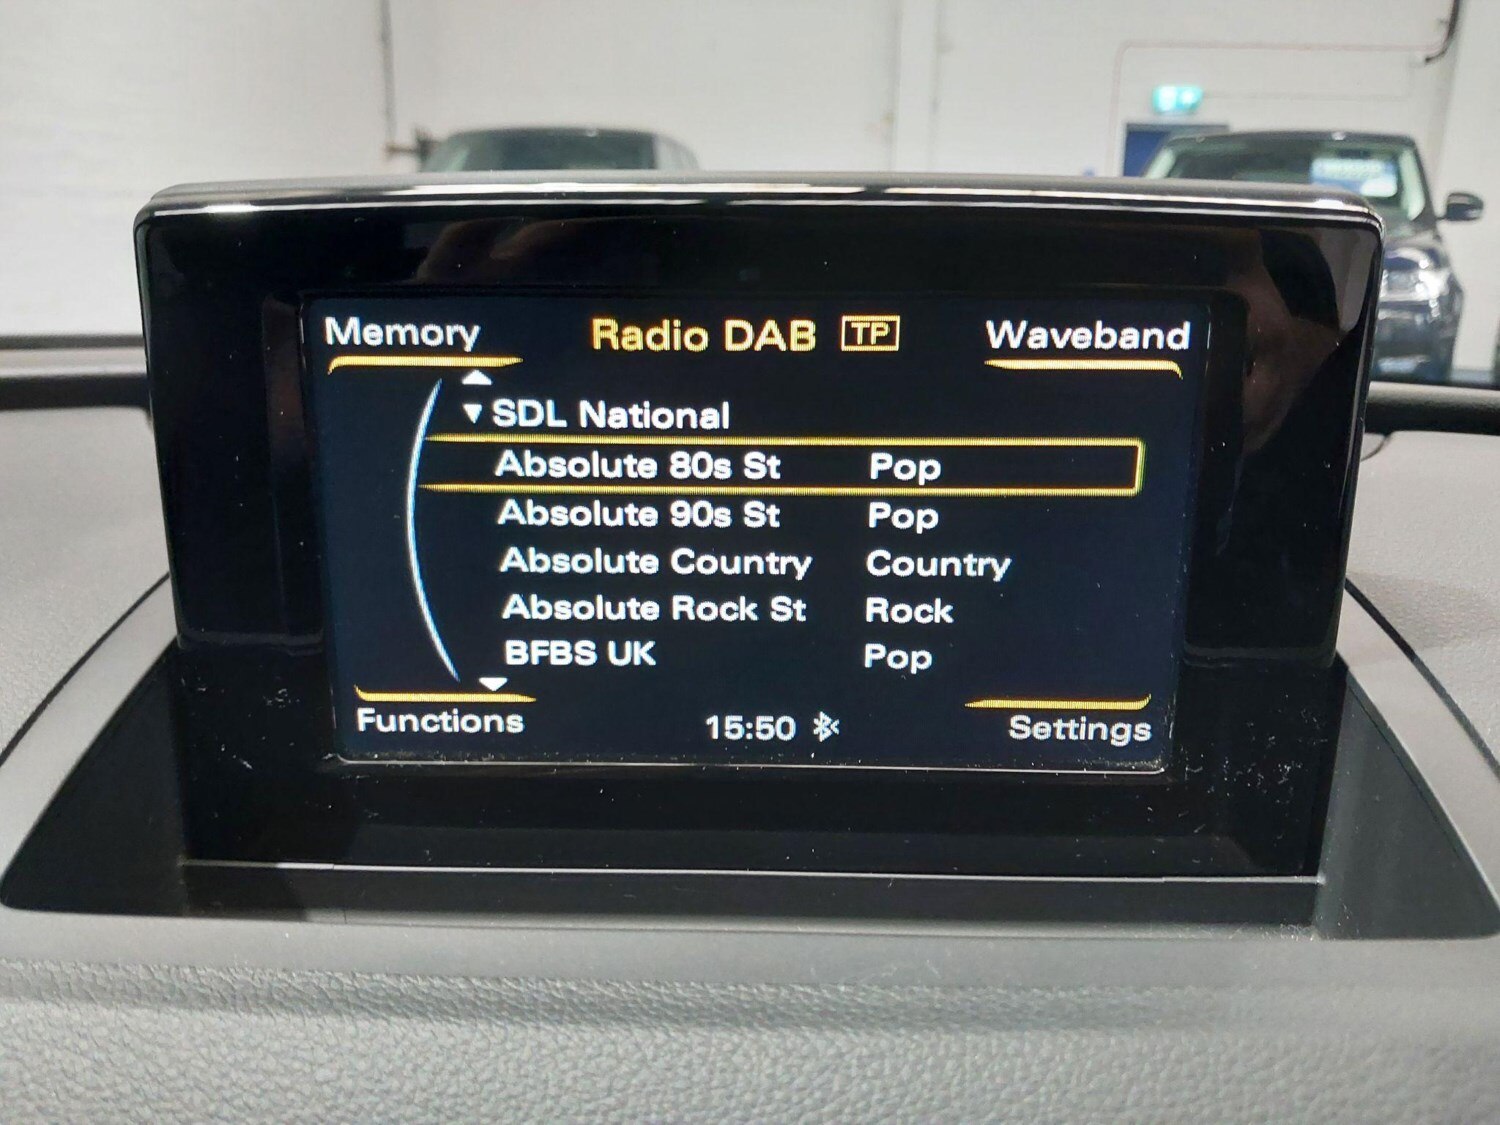 Memory Radio DAB TP Waveband
▼ SDL National
Absolute 80s St Pop
Absolute 90s St Pop
Absolute Country Country
Absolute Rock St Rock
BFBS UK Pop
Functions 15:50 Settings